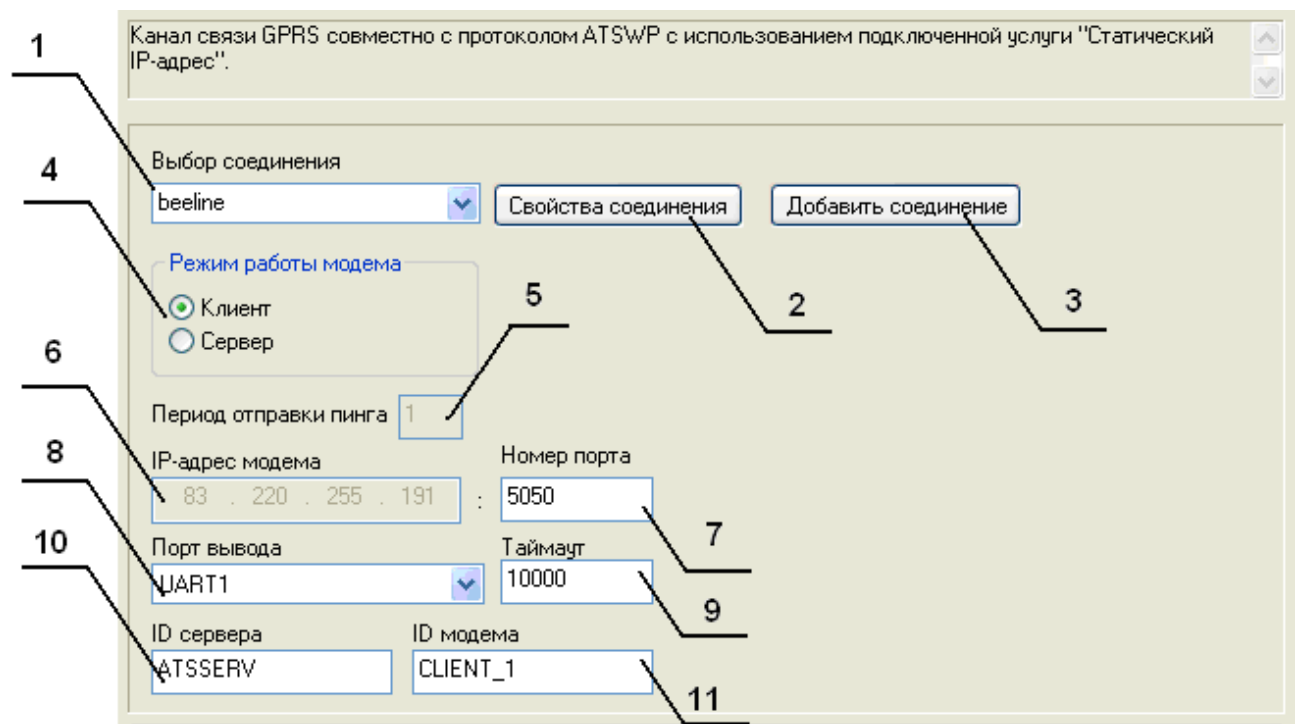 Канал связи GPRS совместно с протоколом ATSWP с использованием подключенной услуги "Статический
IP-адрес".
1
Выбор соединения
4
beeline
Свойства соединения
Добавить соединение
Режим работы модема
5
2
3
Клиент
6
Сервер
Период отправки пинга
1
8
IP-адрес модема
Номер порта
83 . 220 . 255 . 191 :
5050
7
10
Порт вывода
Таймаут
UART1
10000
9
ID сервера
ID модема
ATSSERV
CLIENT_1
11